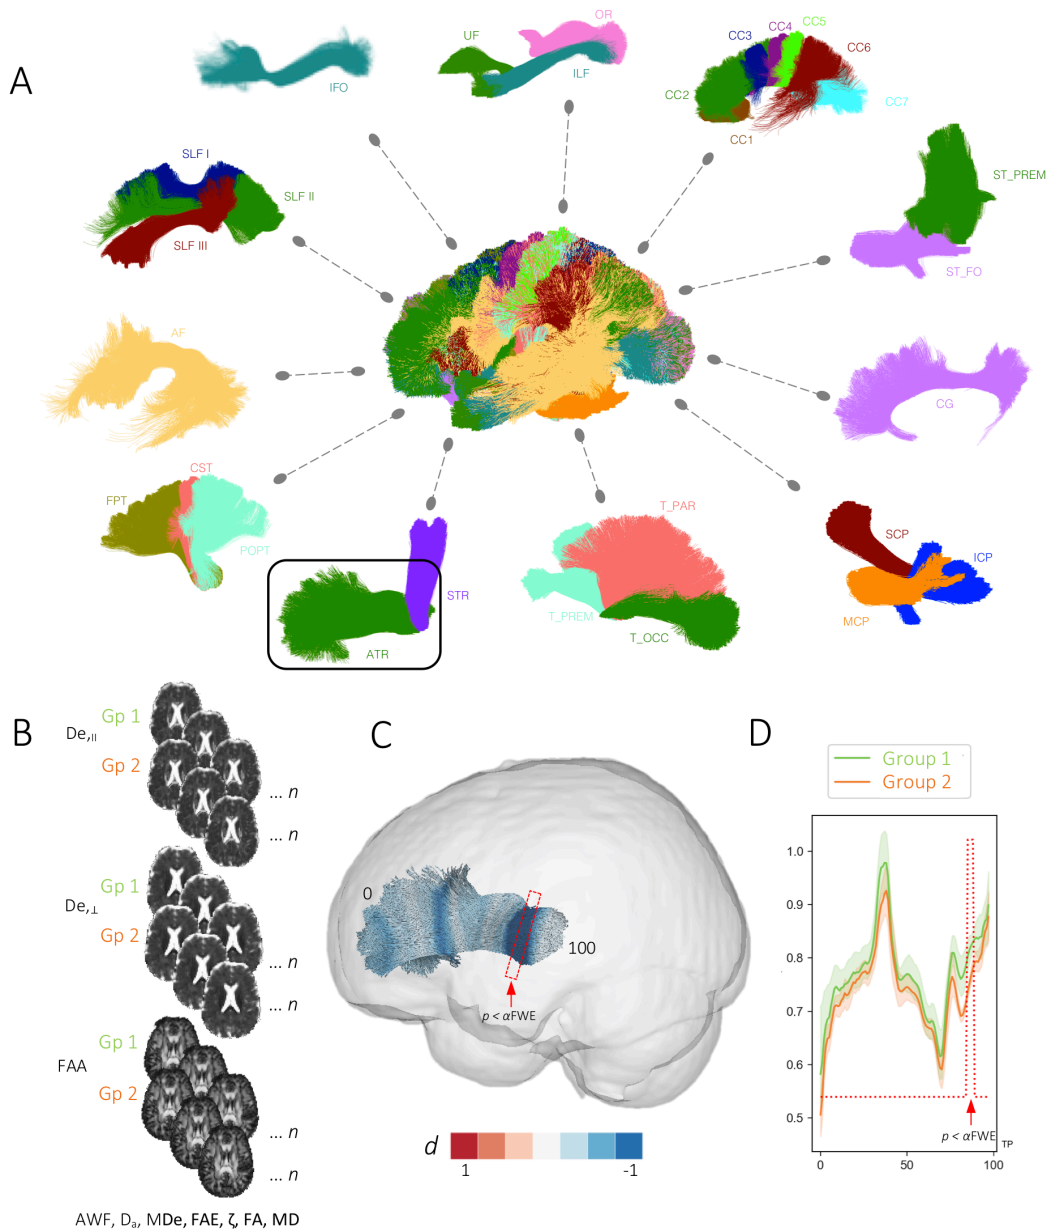 A
IFO
UF
OR
ILF
CC1
CC2
CC3
CC4
CC5
CC6
CC7
SLF I
SLF II
SLF III
ST_PREM
ST_FO
AF
CG
FPT
CST
POPT
ATR
STR
T_PREM
T_PAR
T_OCC
SCP
MCP
ICP
B
De,||
Gp 1
Gp 2
... n
... n
De,⊥
Gp 1
Gp 2
... n
... n
FAA
Gp 1
Gp 2
... n
... n
AWF, Dₐ, MDe, FAE, ζ, FA, MD
C
0
100
p < αFWE
d
1
-1
D
Group 1
Group 2
1.0
0.9
0.8
0.7
0.6
0.5
0
50
100
p < αFWE
TP